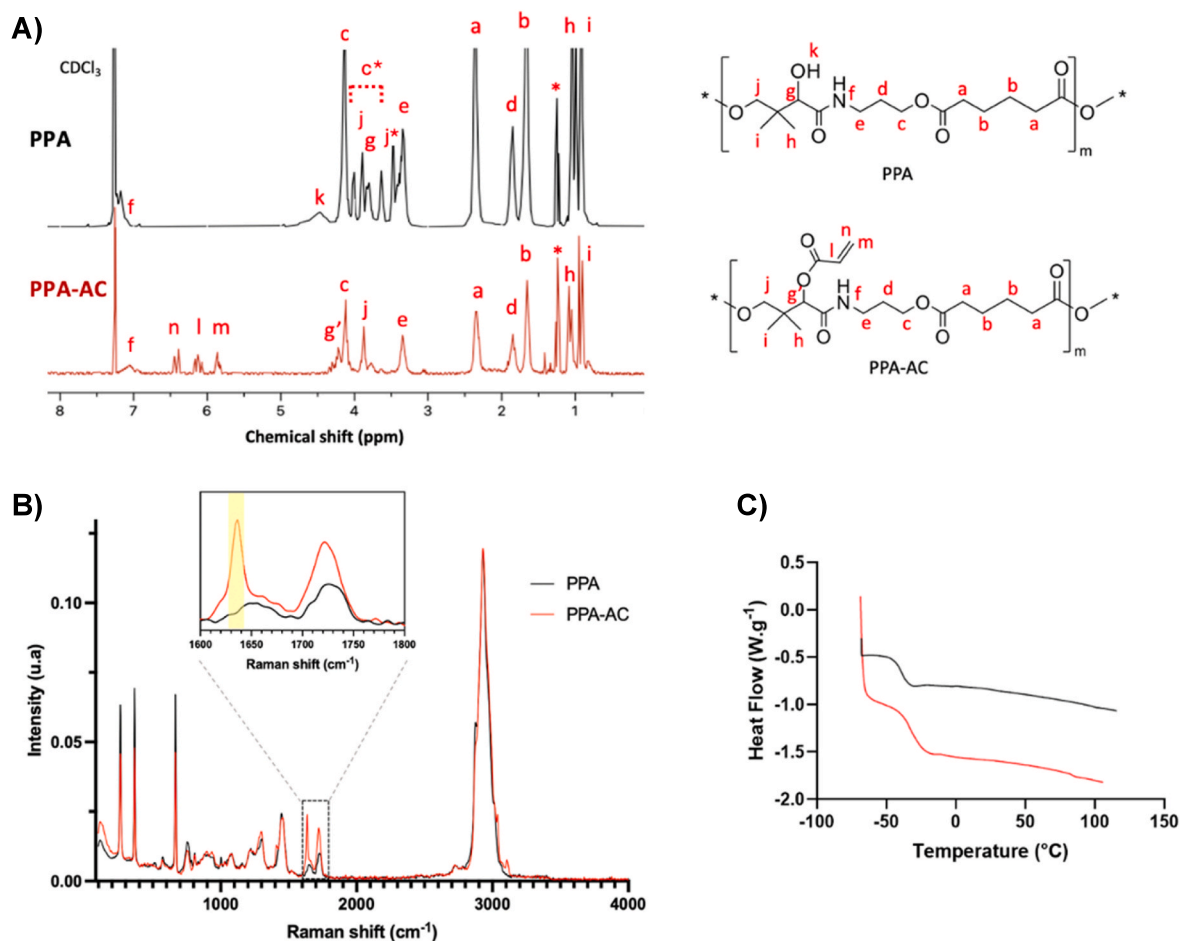 A)
CDCl3
PPA
PPA-AC
f
k
c
c*
j
g
j*
e
a
d
b
*
h
i
f
n
l
m
g’
c
j
e
a
d
b
*
h
i
8 7 6 5 4 3 2 1
Chemical shift (ppm)
k
OH
* O j g H N f d O a b O O *
O e c O b a
i h
m
PPA
n
O l m
O
* O j g’ H N f d O a b O O *
O e c O b a
i h
m
PPA-AC
B)
1600 1650 1700 1750 1800
Raman shift (cm-1)
PPA
PPA-AC
0.10
0.05
0.00
Intensity (u.a)
1000 2000 3000 4000
Raman shift (cm-1)
C)
0.5
0.0
-0.5
-1.0
-1.5
-2.0
Heat Flow (W.g-1)
-100 -50 0 50 100 150
Temperature (°C)